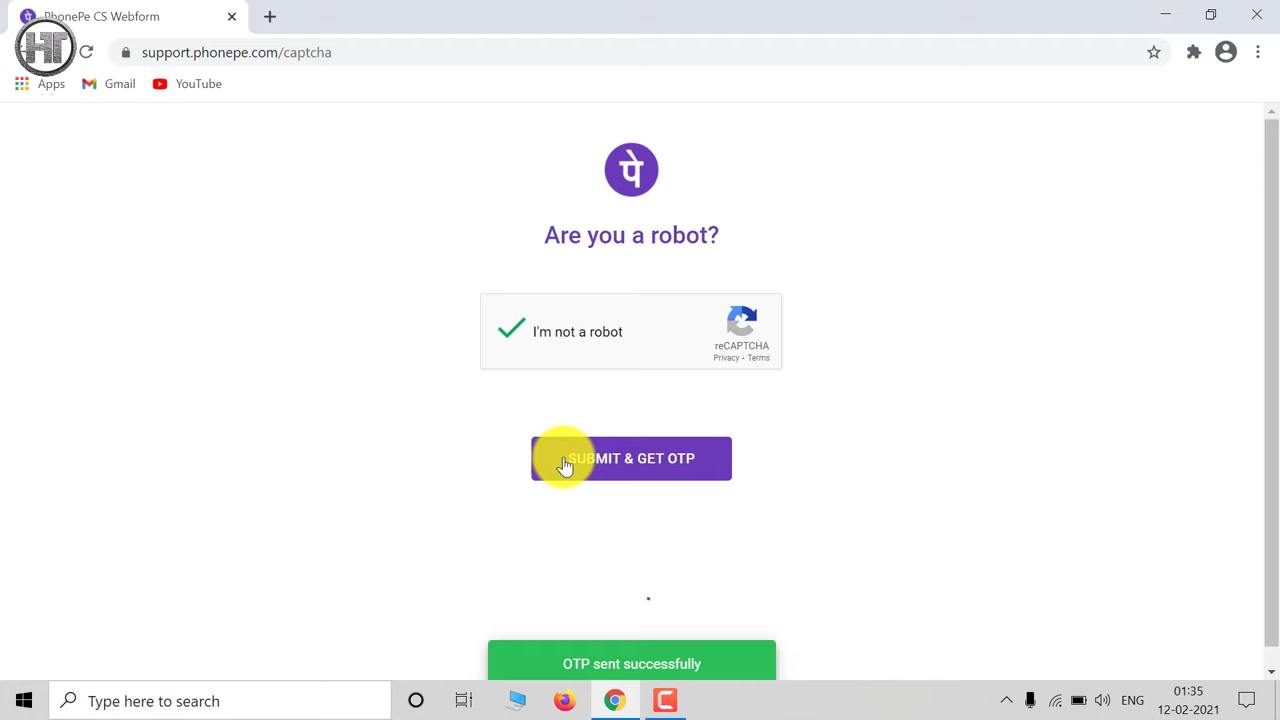 PhonePe CS Webform
HT
support.phonepe.com/captcha
Apps
Gmail
YouTube
पे
Are you a robot?
I'm not a robot
reCAPTCHA
Privacy - Terms
SUBMIT & GET OTP
OTP sent successfully
Type here to search
ENG
01:35
12-02-2021